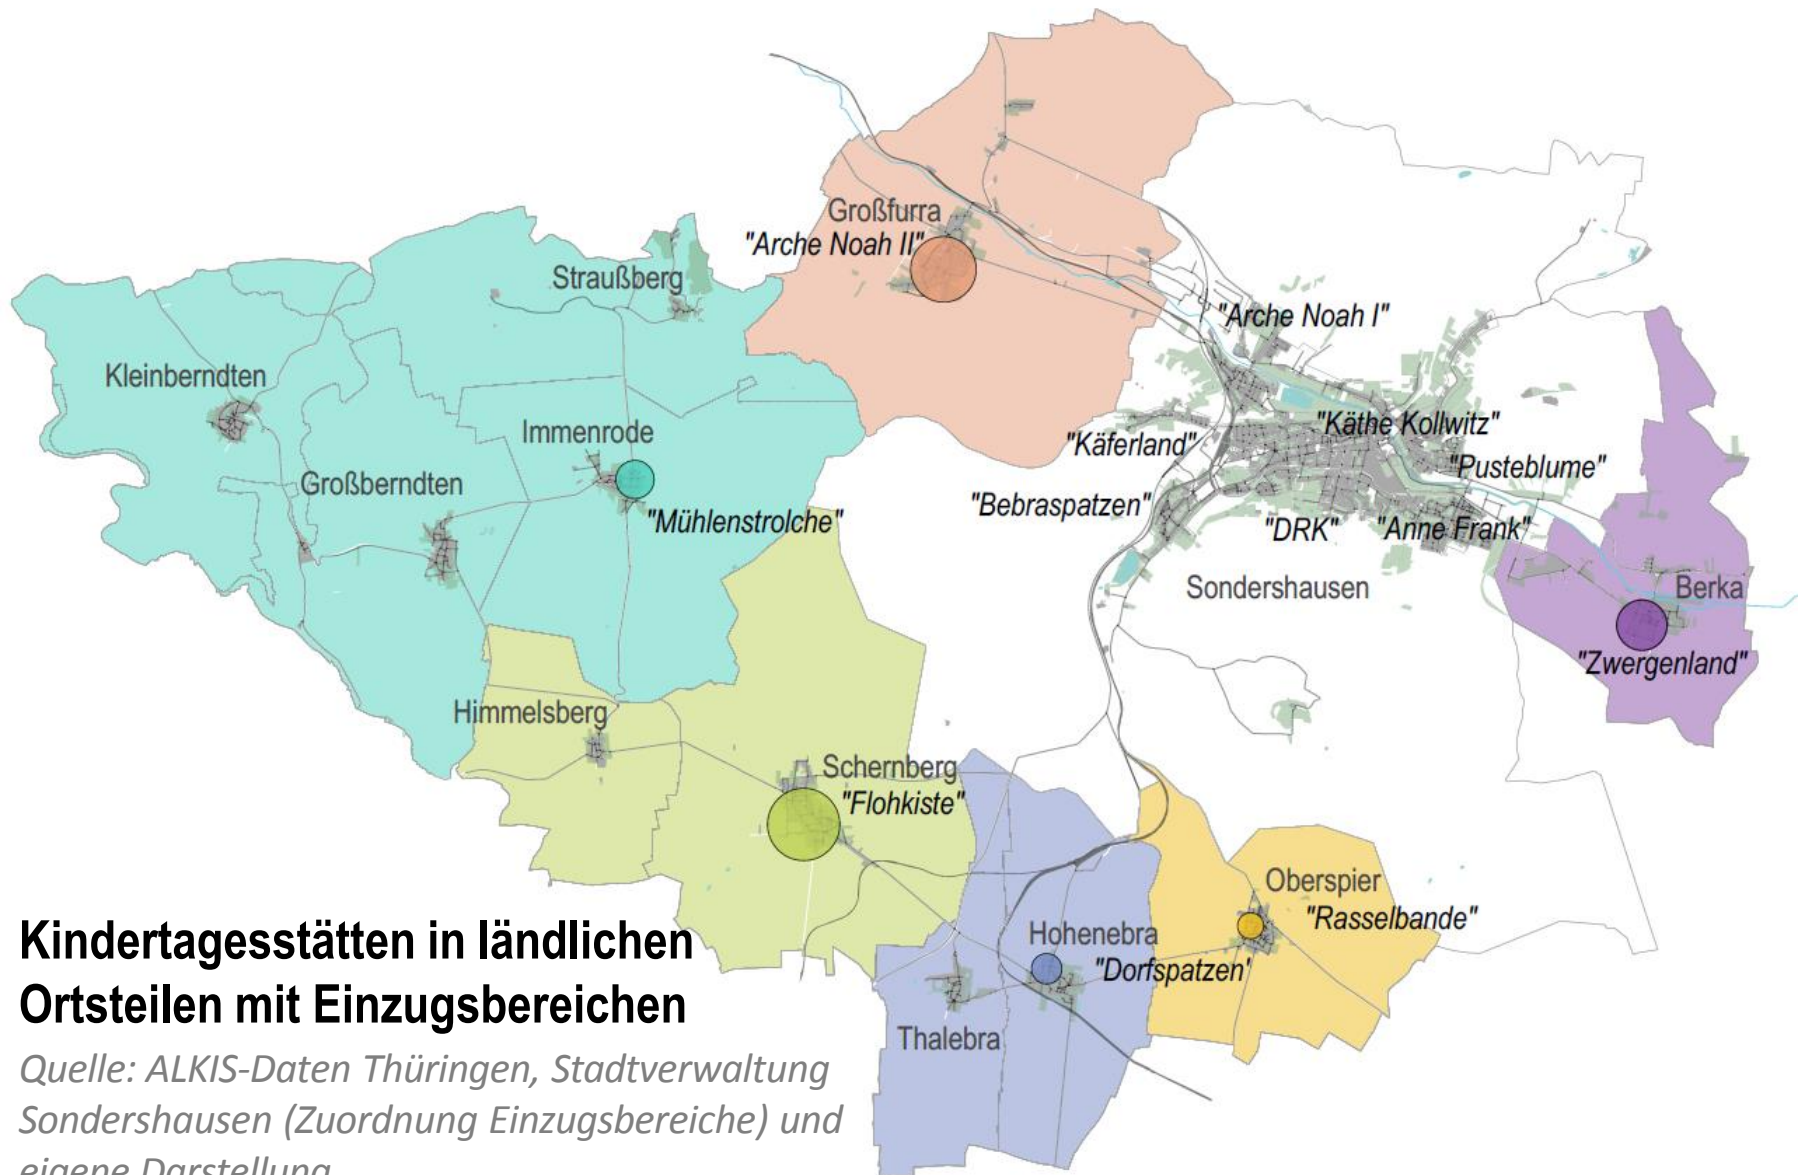 Großfurra
"Arche Noah II"
Straußberg
"Arche Noah I"
Kleinberndten
"Käthe Kollwitz"
Immenrode
"Käferland"
"Pusteblume"
Großberndten
"Bebraspatzen"
"Mühlenstrolche"
"DRK"
"Anne Frank"
Sondershausen
Berka
"Zwergenland"
Himmelsberg
Schernberg
"Flohkiste"
Oberspier
"Rasselbande"
Hohenebra
"Dorfspatzen'
Thalebra
Kindertagesstätten in ländlichen
Ortsteilen mit Einzugsbereichen
Quelle: ALKIS-Daten Thüringen, Stadtverwaltung
Sondershausen (Zuordnung Einzugsbereiche) und
eigene Darstellung